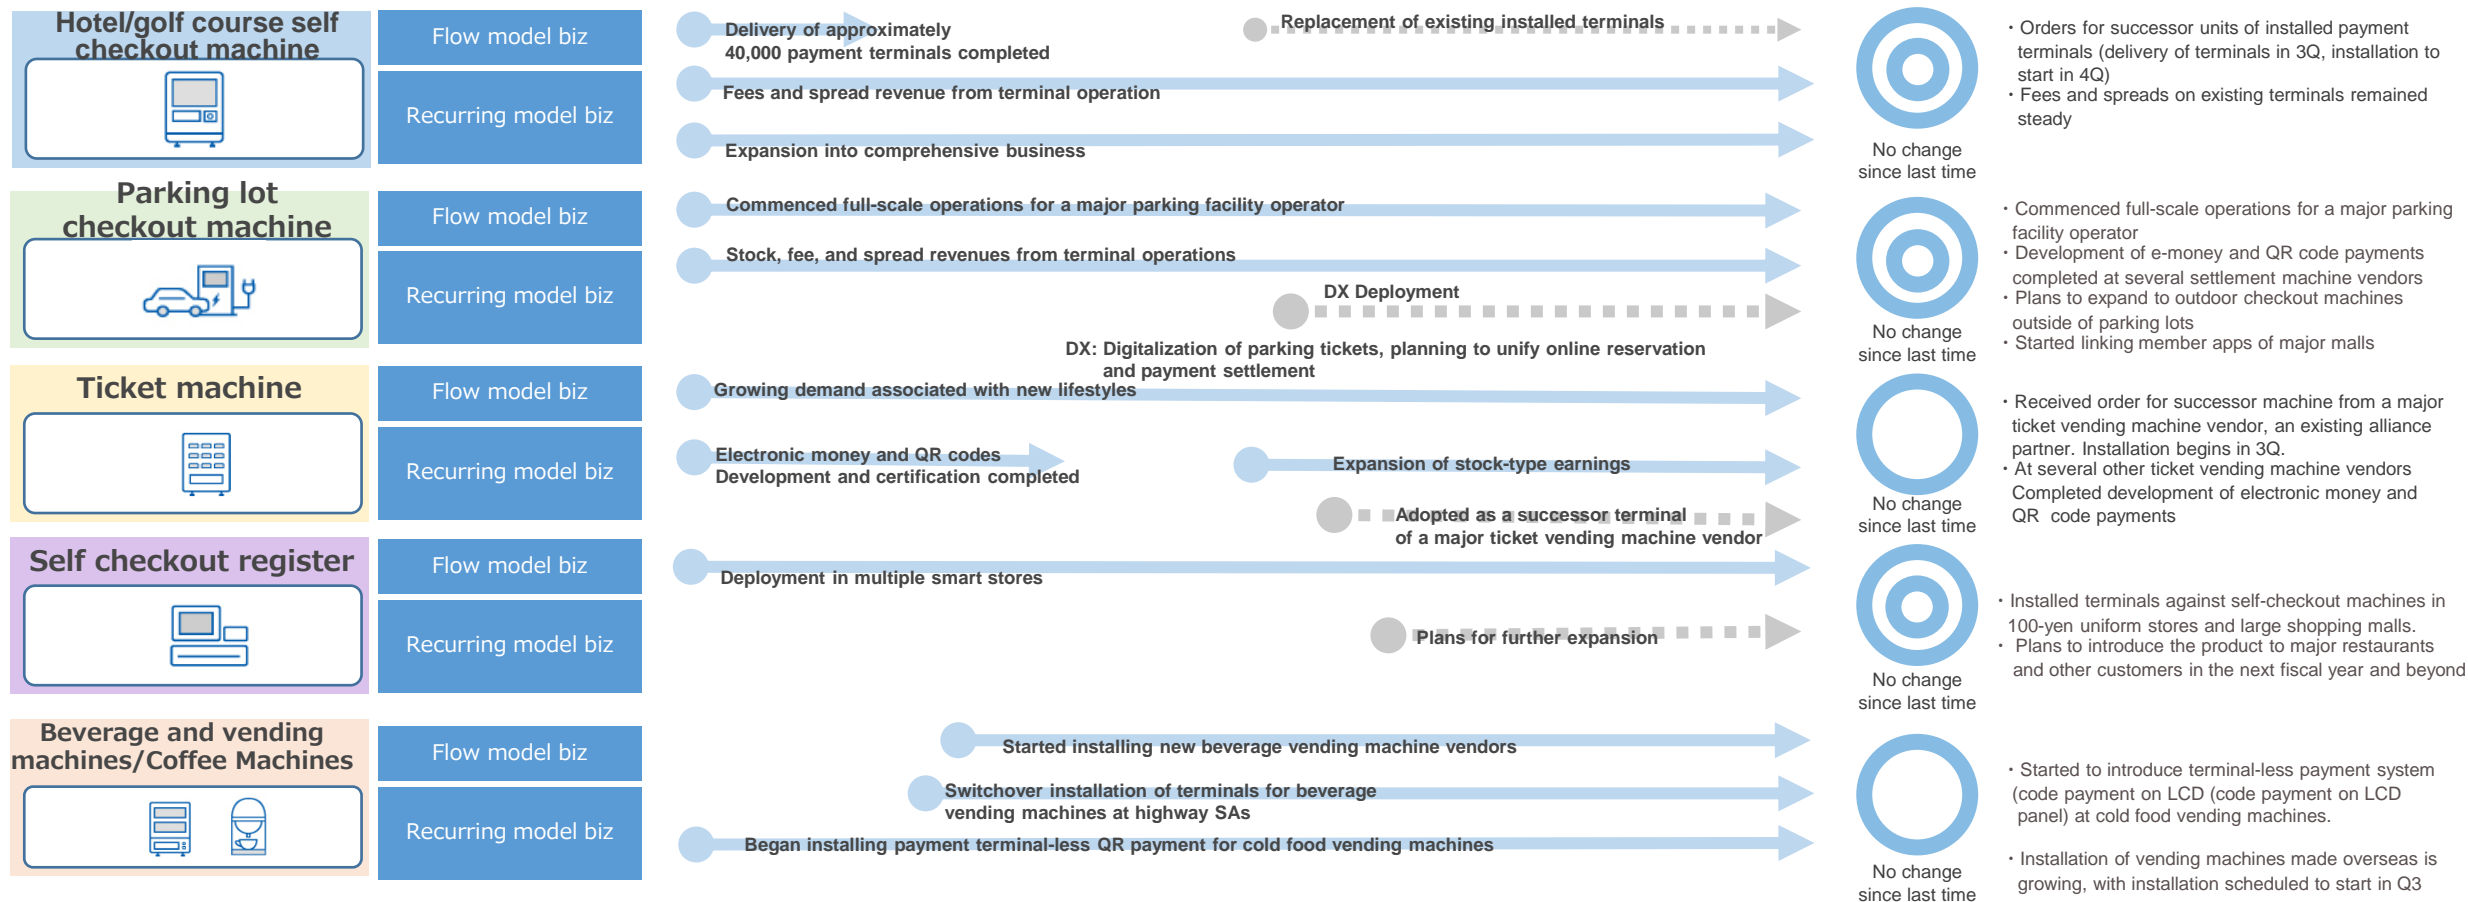 Hotel/golf course self
checkout machine
Flow model biz
Recurring model biz
Delivery of approximately
40,000 payment terminals completed
Replacement of existing installed terminals
Fees and spread revenue from terminal operation
Expansion into comprehensive business
No change
since last time
・Orders for successor units of installed payment
terminals (delivery of terminals in 3Q, installation to
start in 4Q)
・Fees and spreads on existing terminals remained
steady
Parking lot
checkout machine
Flow model biz
Recurring model biz
Commenced full-scale operations for a major parking facility operator
Stock, fee, and spread revenues from terminal operations
DX Deployment
DX: Digitalization of parking tickets, planning to unify online reservation
and payment settlement
No change
since last time
・Commenced full-scale operations for a major parking
facility operator
・Development of e-money and QR code payments
completed at several settlement machine vendors
・Plans to expand to outdoor checkout machines
outside of parking lots
・Started linking member apps of major malls
Ticket machine
Flow model biz
Recurring model biz
Growing demand associated with new lifestyles
Electronic money and QR codes
Development and certification completed
Expansion of stock-type earnings
Adopted as a successor terminal
of a major ticket vending machine vendor
No change
since last time
・Received order for successor machine from a major
ticket vending machine vendor, an existing alliance
partner. Installation begins in 3Q.
・At several other ticket vending machine vendors
Completed development of electronic money and
QR code payments
Self checkout register
Flow model biz
Recurring model biz
Deployment in multiple smart stores
Plans for further expansion
No change
since last time
・Installed terminals against self-checkout machines in
100-yen uniform stores and large shopping malls.
・ Plans to introduce the product to major restaurants
and other customers in the next fiscal year and beyond
Beverage and vending
machines/Coffee Machines
Flow model biz
Recurring model biz
Started installing new beverage vending machine vendors
Switchover installation of terminals for beverage
vending machines at highway SAs
Began installing payment terminal-less QR payment for cold food vending machines
No change
since last time
・Started to introduce terminal-less payment system
(code payment on LCD (code payment on LCD
panel) at cold food vending machines.
・Installation of vending machines made overseas is
growing, with installation scheduled to start in Q3